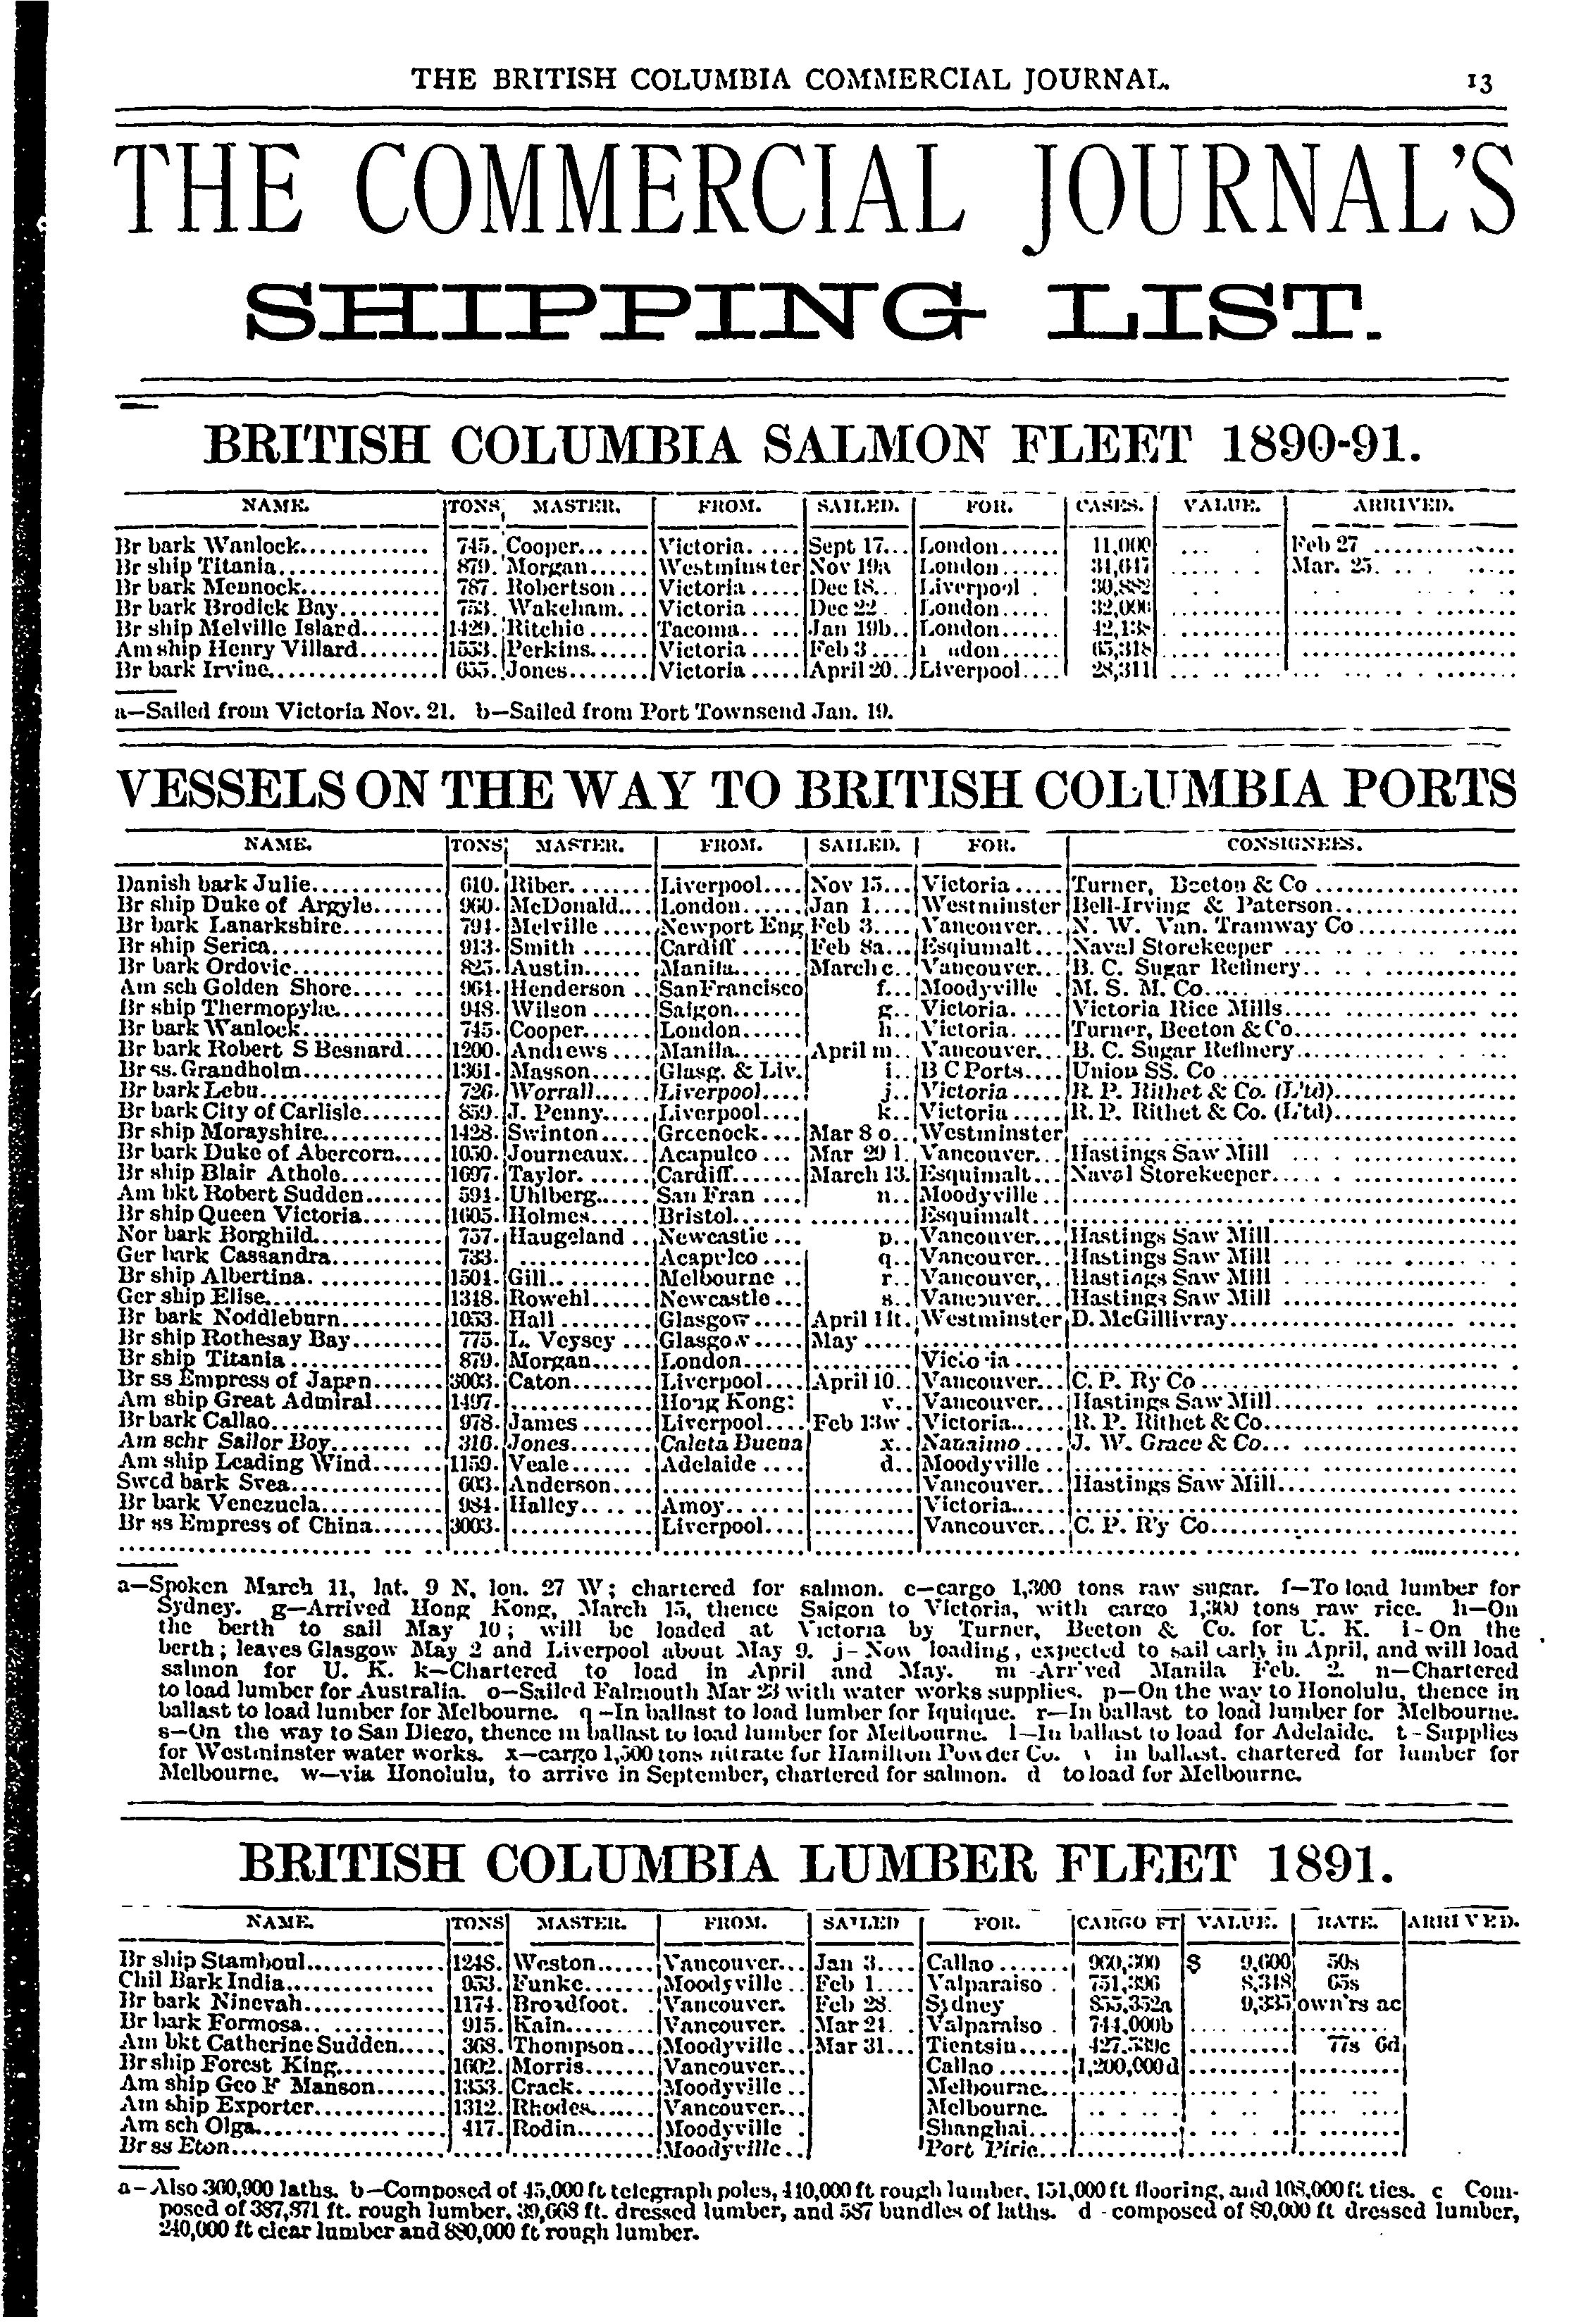 THE BRITISH COLUMBIA COMMERCIAL JOURNAL. 13
THE COMMERCIAL JOURNAL'S
SHIPPING LIST.
BRITISH COLUMBIA SALMON FLEET 1890-91.
NAME. TONS MASTER. FROM. SAILED. FOR. CASES. VALUE. ARRIVED.
Br bark Wanlock 745. Cooper Victoria Sept 17 London 11,000 Feb 27
Br ship Titania 879. Morgan Westminster Nov 19a London 31,617 Mar. 25
Br bark Mennock 787. Robertson Victoria Dec 18 Liverpool 30,882
Br bark Brodick Bay 753. Wakeham Victoria Dec 22 London 32,006
Br ship Melville Island 1429. Ritchie Tacoma Jan 19b London 42,138
Am ship Henry Villard 1553. Perkins Victoria Feb 3 65,318
Br bark Irvine 655. Jones Victoria April 20 Liverpool 28,311
a—Sailed from Victoria Nov. 21. b—Sailed from Port Townsend Jan. 19.
VESSELS ON THE WAY TO BRITISH COLUMBIA PORTS
NAME. TONS MASTER. FROM. SAILED. FOR. CONSIGNEES.
Danish bark Julie 610. Riber Liverpool Nov 15 Victoria Turner, Beeton & Co
Br ship Duke of Argyle 960. McDonald London Jan 1 Westminster Bell-Irving & Paterson
Br bark Lanarkshire 794. Melville Newport Eng Feb 3 Vancouver N. W. Van. Tramway Co
Br ship Serica 913. Smith Cardiff Feb 8a Esqiumalt Naval Storekeeper
Br bark Ordovic 825. Austin Manila March c Vancouver B. C. Sugar Refinery
Am sch Golden Shore 964. Henderson San Francisco f Moodyville M. S. M. Co
Br ship Thermopylae 948. Wilson Saigon g Victoria Victoria Rice Mills
Br bark Wanlock 745. Cooper London h Victoria Turner, Beeton & Co
Br bark Robert S Besnard 1200. Andrews Manila April m Vancouver B. C. Sugar Refinery
Br ss. Grandholm 1361. Masson Glasg. & Liv. i B C Ports Union SS. Co
Br bark Lebu 726. Worrall Liverpool j Victoria R. P. Rithet & Co. (L'td)
Br bark City of Carlisle 859. J. Penny Liverpool k Victoria R. P. Rithet & Co. (L'td)
Br ship Morayshire 1428. Swinton Greenock Mar 8 o Westminster
Br bark Duke of Abercorn 1050. Journeaux Acapulco Mar 29 l Vancouver Hastings Saw Mill
Br ship Blair Athole 1697. Taylor Cardiff March 13. Esquimalt Naval Storekeeper
Am bkt Robert Sudden 594. Uhlberg San Fran n Moodyville
Br ship Queen Victoria 1605. Holmes Bristol Esquimalt
Nor bark Borghild 757. Haugeland Newcastle p Vancouver Hastings Saw Mill
Ger bark Cassandra 733. Acapulco q Vancouver Hastings Saw Mill
Br ship Albertina 1504. Gill Melbourne r Vancouver, Hastings Saw Mill
Ger ship Elise 1348. Rowehl Newcastle s Vancouver Hastings Saw Mill
Br bark Noddleburn 1053. Hall Glasgow April 11t. Westminster D. McGillivray
Br ship Rothesay Bay 775. L. Veysey Glasgow May
Br ship Titania 879. Morgan London Victoria
Br ss Empress of Japan 3003. Caton Liverpool April 10 Vancouver C. P. Ry Co
Am ship Great Admiral 1497. Hong Kong v Vancouver Hastings Saw Mill
Br bark Callao 978. James Liverpool Feb 13w Victoria R. P. Rithet & Co
Am schr Sailor Boy 316. Jones Caleta Buena x Nanaimo J. W. Grace & Co
Am ship Leading Wind 1159. Veale Adelaide d Moodyville
Swed bark Svea 603. Anderson Vancouver Hastings Saw Mill
Br bark Venezuela 984. Halley Amoy Victoria
Br ss Empress of China 3003. Liverpool Vancouver C. P. R'y Co
a—Spoken March 11, lat. 9 N, lon. 27 W; chartered for salmon. c—cargo 1,300 tons raw sugar. f—To load lumber for
Sydney. g—Arrived Hong Kong, March 15, thence Saigon to Victoria, with cargo 1,300 tons raw rice. h—On
the berth to sail May 10; will be loaded at Victoria by Turner, Beeton & Co. for U. K. i-On the
berth; leaves Glasgow May 2 and Liverpool about May 9. j-Now loading, expected to sail early in April, and will load
salmon for U. K. k—Chartered to load in April and May. m-Arrived Manila Feb. 2. n—Chartered
to load lumber for Australia. o—Sailed Falmouth Mar 23 with water works supplies. p—On the way to Honolulu, thence in
ballast to load lumber for Melbourne. q—In ballast to load lumber for Iquique. r—In ballast to load lumber for Melbourne.
s—On the way to San Diego, thence in ballast to load lumber for Melbourne. l—In ballast to load for Adelaide. t-Supplies
for Westminster water works. x—cargo 1,500 tons nitrate for Hamilton Powder Co. v in ballast, chartered for lumber for
Melbourne. w—via Honolulu, to arrive in September, chartered for salmon. d to load for Melbourne.
BRITISH COLUMBIA LUMBER FLEET 1891.
NAME. TONS MASTER. FROM. SAILED FOR. CARGO FT VALUE. RATE. ARRIVED.
Br ship Stamboul 1248. Weston Vancouver Jan 3 Callao 960,300 $ 9,600 50s
Chil Bark India 953. Funke Moodyville Feb 1 Valparaiso 751,396 8,348 65s
Br bark Ninevah 1174. Broadfoot. Vancouver. Feb 28. Sydney 855,352a 9,335 own'rs ac
Br bark Formosa 915. Kain Vancouver. Mar 21. Valparaiso 744,000b
Am bkt Catherine Sudden 368. Thompson Moodyville Mar 31 Tientsin 427,539c 77s 6d
Br ship Forest King 1602. Morris Vancouver Callao 1,200,000d
Am ship Geo F Manson 1353. Crack Moodyville Melbourne
Am ship Exporter 1312. Rhodes Vancouver Melbourne.
Am sch Olga 417. Rodin Moodyville Shanghai
Br ss Eton Moodyville Port Pirie
a-Also 360,900 laths. b—Composed of 45,000 ft telegraph poles, 410,000 ft rough lumber, 151,000 ft flooring, and 108,000 ft ties. c Com-
posed of 387,871 ft. rough lumber, 39,668 ft. dressed lumber, and 587 bundles of laths. d-composed of 80,000 ft dressed lumber,
240,000 ft clear lumber and 880,000 ft rough lumber.